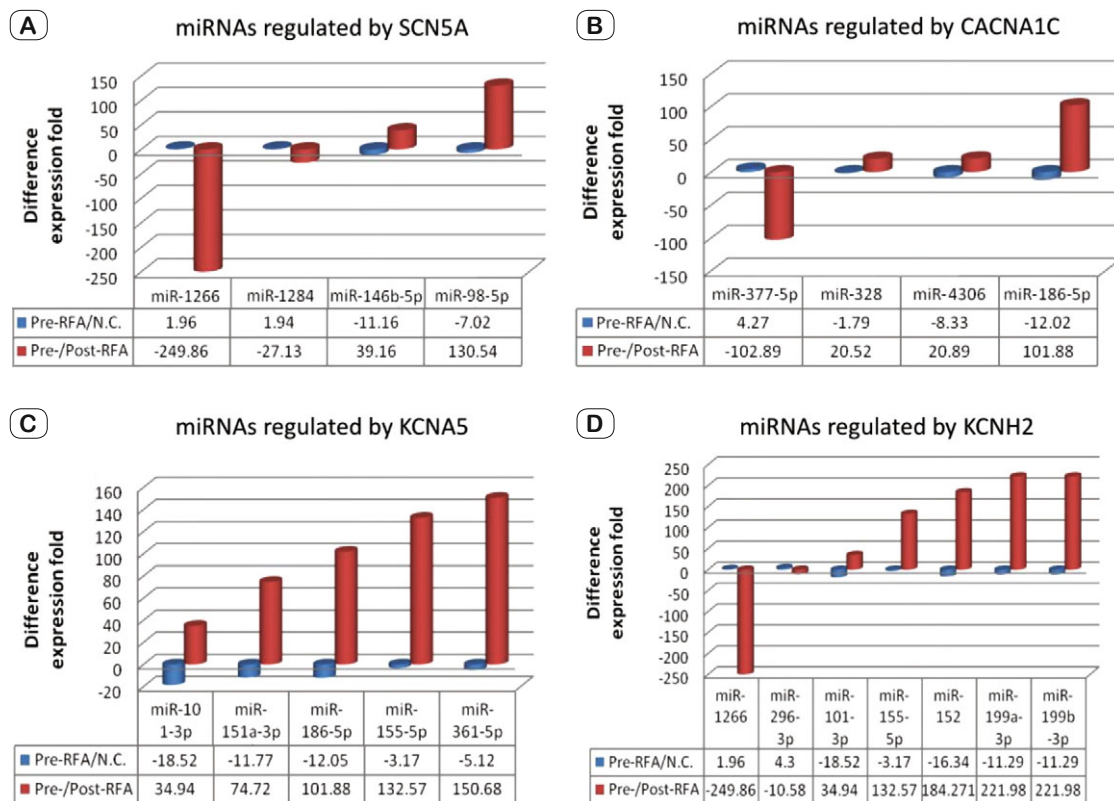 A
miRNAs regulated by SCN5A
Difference
expression fold
150
100
50
0
-50
-100
-150
-200
-250
miR-1266 miR-1284 miR-146b-5p miR-98-5p
Pre-RFA/N.C. 1.96 1.94 -11.16 -7.02
Pre-/Post-RFA -249.86 -27.13 39.16 130.54
B
miRNAs regulated by CACNA1C
Difference
expression fold
150
100
50
0
-50
-100
-150
miR-377-5p miR-328 miR-4306 miR-186-5p
Pre-RFA/N.C. 4.27 -1.79 -8.33 -12.02
Pre-/Post-RFA -102.89 20.52 20.89 101.88
C
miRNAs regulated by KCNA5
Difference
expression fold
160
140
120
100
80
60
40
20
0
-20
miR-10 miR- miR- miR- miR-
1-3p 151a-3p 186-5p 155-5p 361-5p
Pre-RFA/N.C. -18.52 -11.77 -12.05 -3.17 -5.12
Pre-/Post-RFA 34.94 74.72 101.88 132.57 150.68
D
miRNAs regulated by KCNH2
Difference
expression fold
250
200
150
100
50
0
-50
-100
-150
-200
-250
miR- miR- miR- miR- miR- miR- miR-
1266 296- 101- 155- 152 199a- 199b
3p 3p 5p 3p -3p
Pre-RFA/N.C. 1.96 4.3 -18.52 -3.17 -16.34 -11.29 -11.29
Pre-/Post-RFA -249.86 -10.58 34.94 132.57 184.271 221.98 221.98